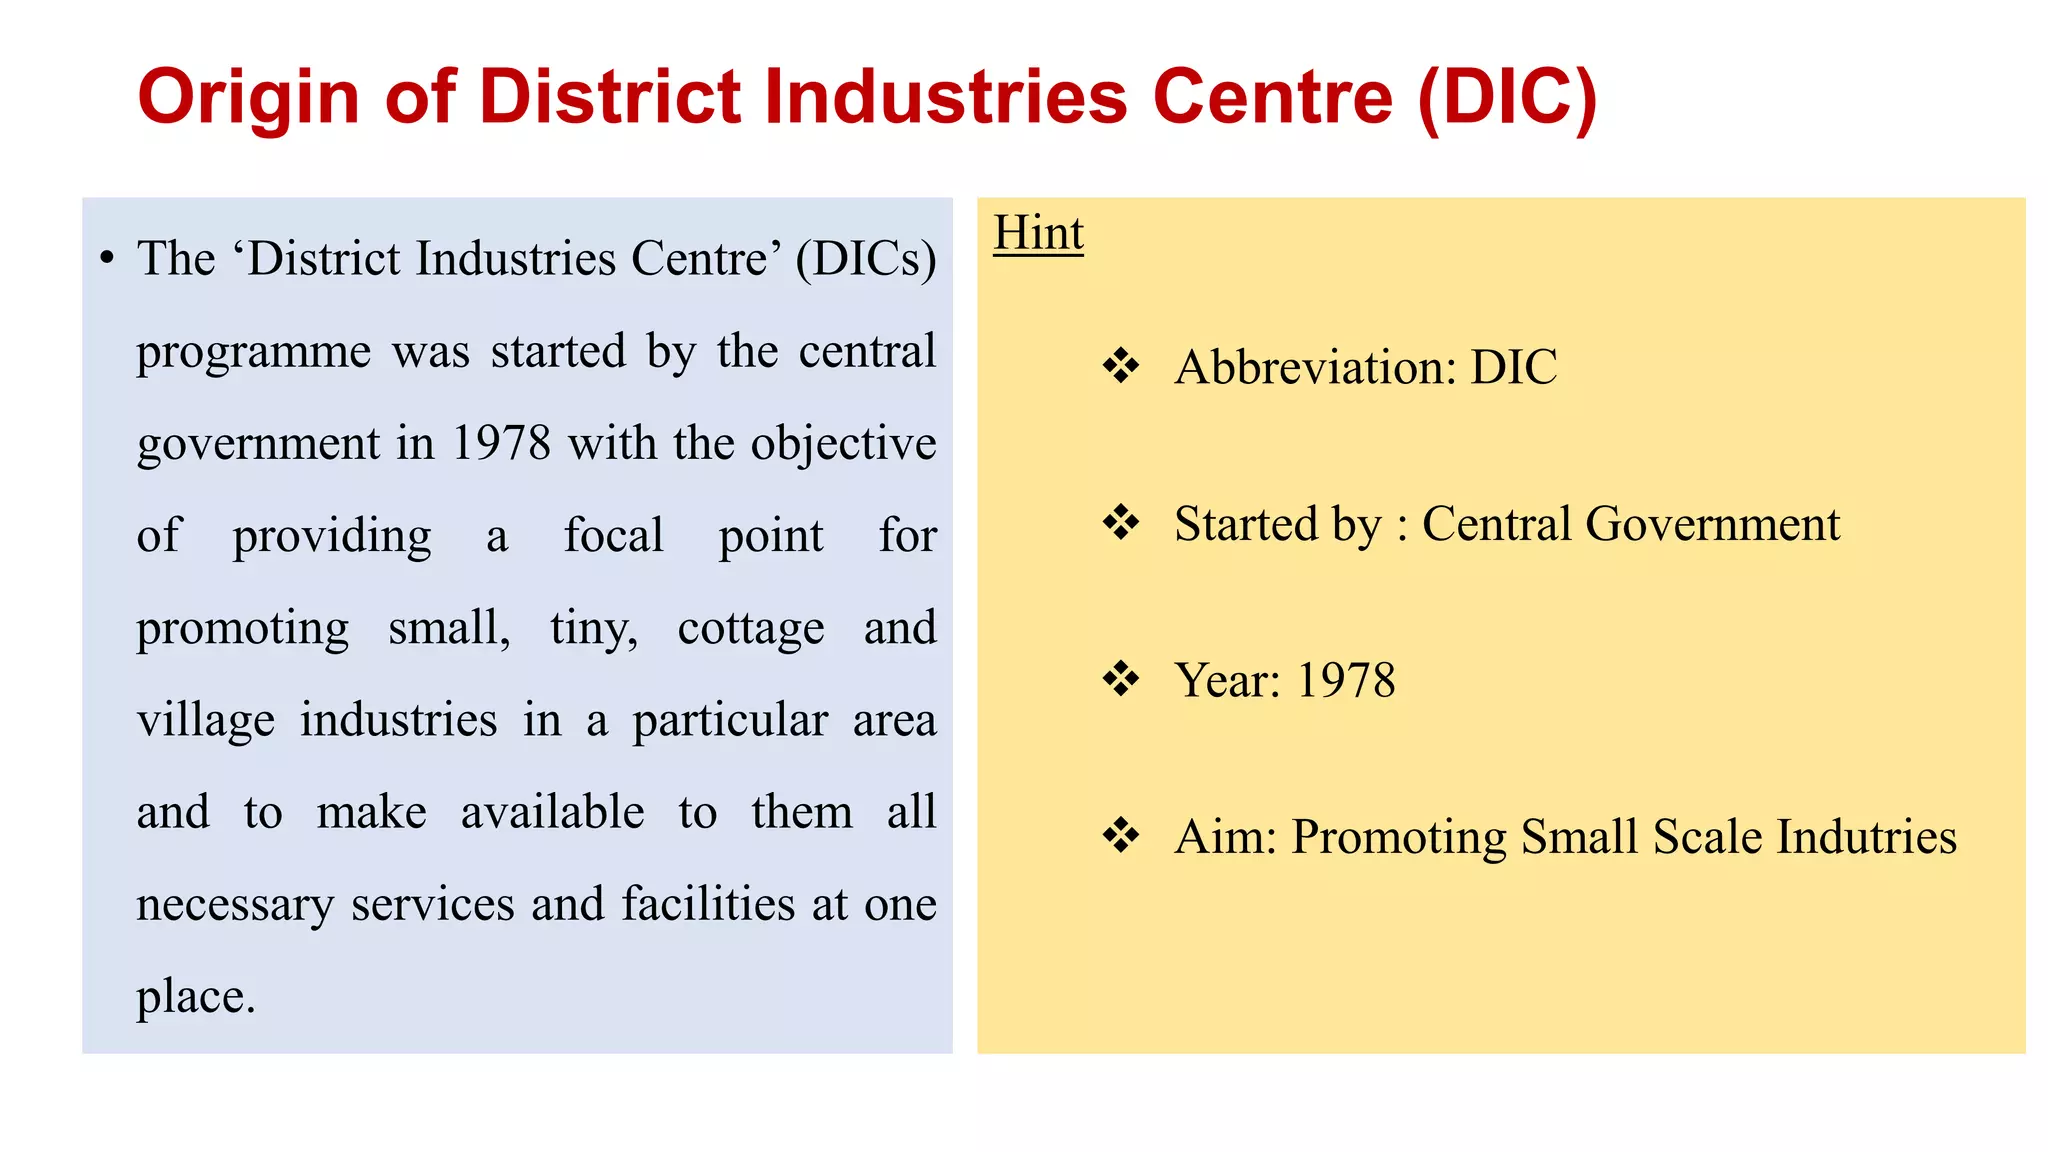 Origin of District Industries Centre (DIC)
• The ‘District Industries Centre’ (DICs)
programme was started by the central
government in 1978 with the objective
of providing a focal point for
promoting small, tiny, cottage and
village industries in a particular area
and to make available to them all
necessary services and facilities at one
place.
Hint
❖ Abbreviation: DIC
❖ Started by : Central Government
❖ Year: 1978
❖ Aim: Promoting Small Scale Indutries